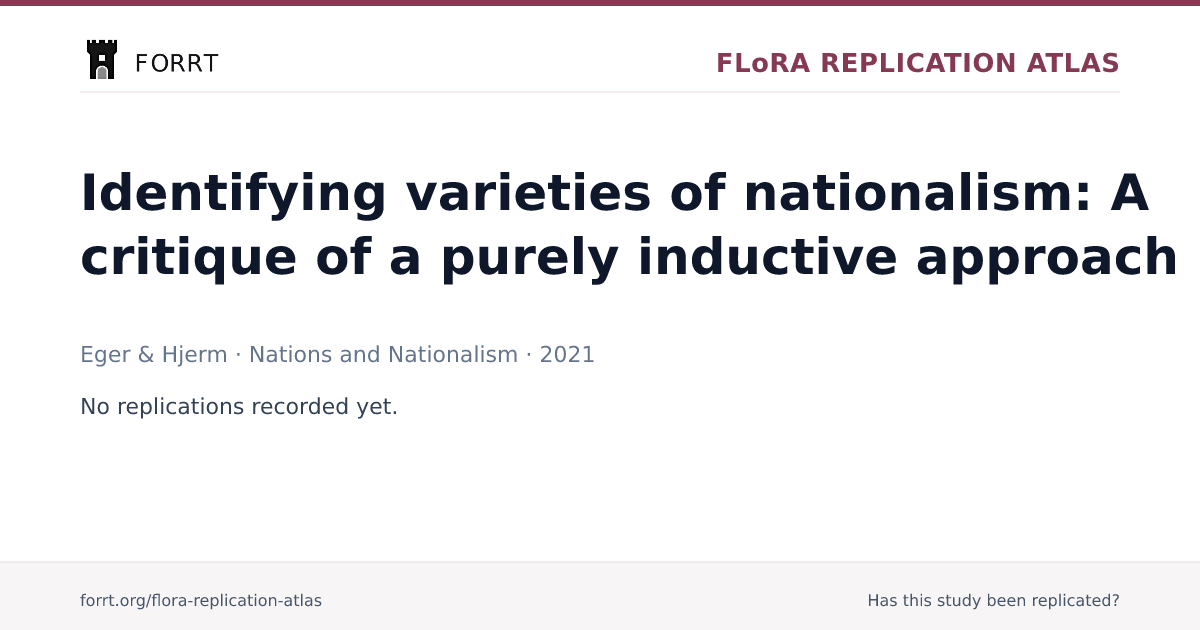 FORRT
FLoRA REPLICATION ATLAS
Identifying varieties of nationalism: A
critique of a purely inductive approach
Eger & Hjerm · Nations and Nationalism · 2021
No replications recorded yet.
forrt.org/flora-replication-atlas
Has this study been replicated?